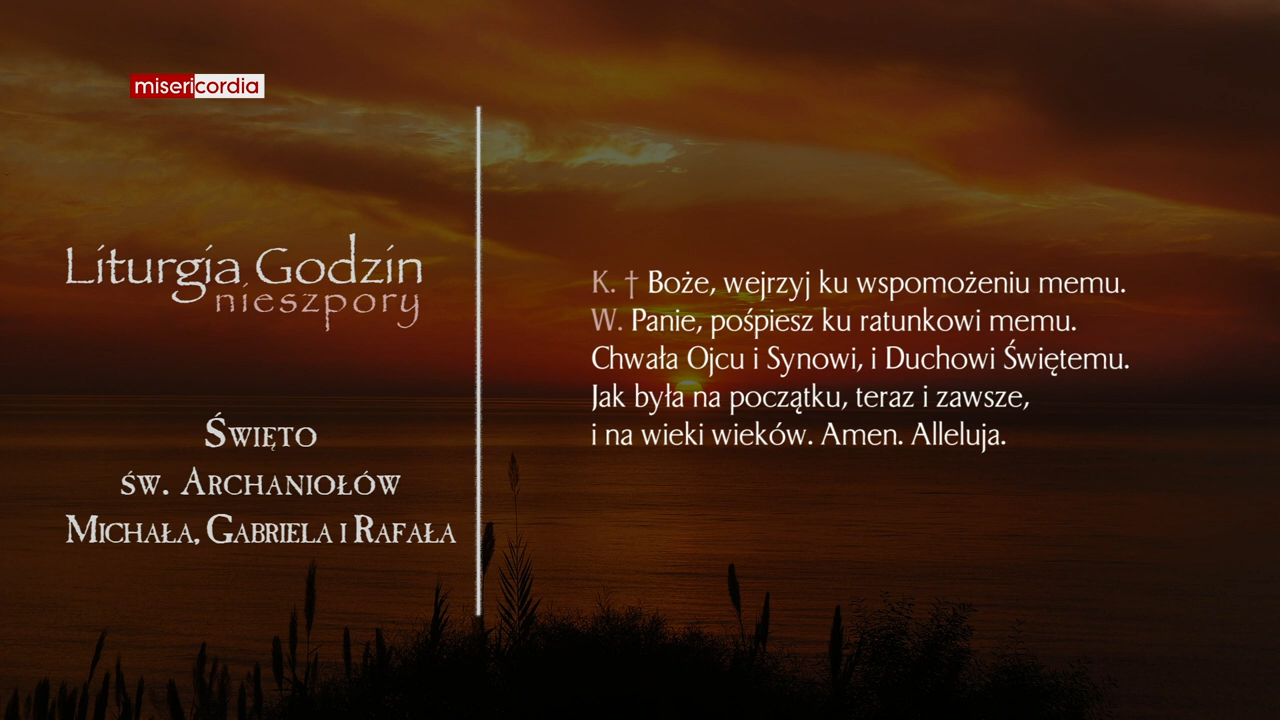 misericordia
Liturgia Godzin
nieszpory
Święto
św. Archaniołów
Michała, Gabriela i Rafała
K. † Boże, wejrzyj ku wspomożeniu memu.
W. Panie, pośpiesz ku ratunkowi memu.
Chwała Ojcu i Synowi, i Duchowi Świętemu.
Jak była na początku, teraz i zawsze,
i na wieki wieków. Amen. Alleluja.